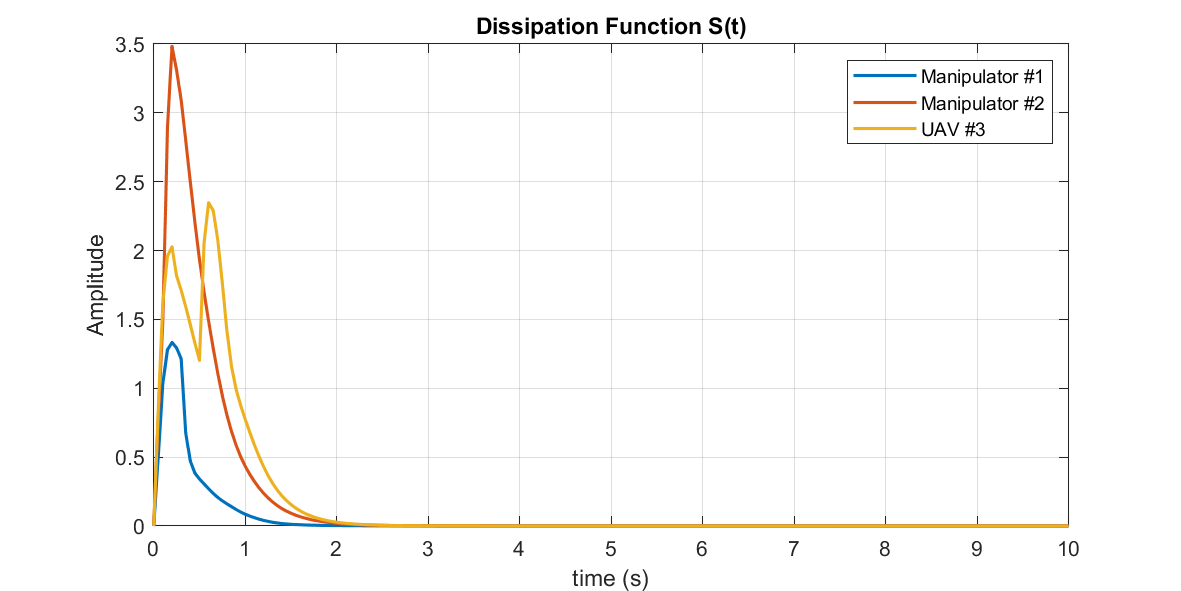 Dissipation Function S(t)
3.5
3
2.5
2
1.5
1
0.5
0
Amplitude
Manipulator #1
Manipulator #2
UAV #3
0 1 2 3 4 5 6 7 8 9 10
time (s)